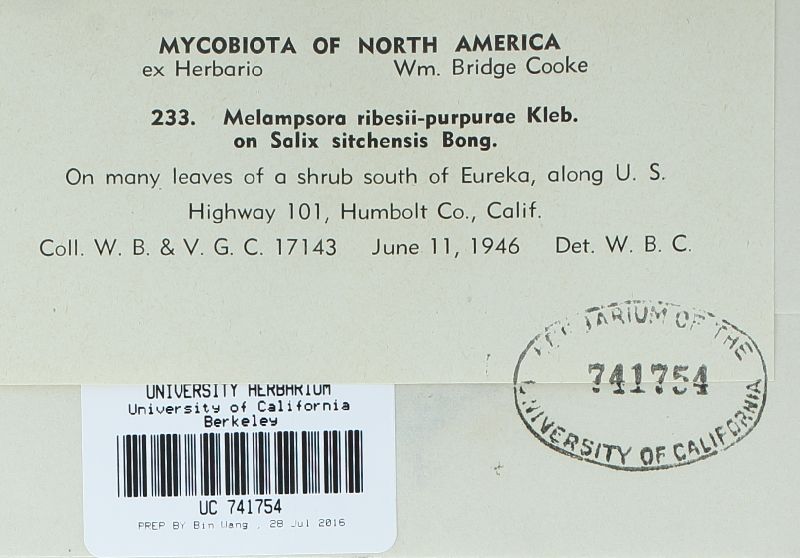 MYCOBIOTA OF NORTH AMERICA
ex Herbario Wm. Bridge Cooke
233. Melampsora ribesii-purpurae Kleb.
on Salix sitchensis Bong.
On many leaves of a shrub south of Eureka, along U. S.
Highway 101, Humbolt Co., Calif.
Coll. W. B. & V. G. C. 17143 June 11, 1946 Det. W. B. C.
HERBARIUM OF THE
741754
UNIVERSITY OF CALIFORNIA
UNIVERSITY HERBARIUM
University of California
Berkeley
UC 741754
PREP BY Bin Wang , 28 Jul 2016